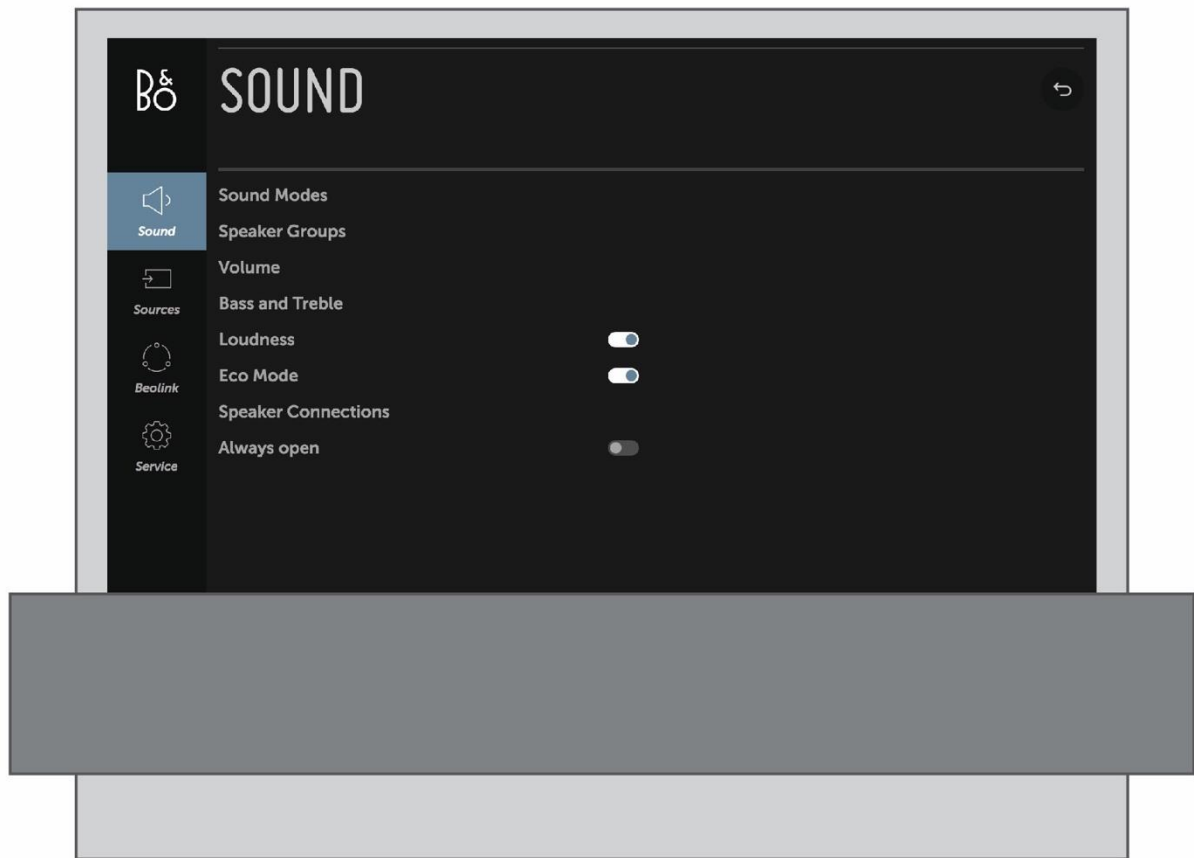 B&O
SOUND
Sound
Sources
Beolink
Service
Sound Modes
Speaker Groups
Volume
Bass and Treble
Loudness
Eco Mode
Speaker Connections
Always open